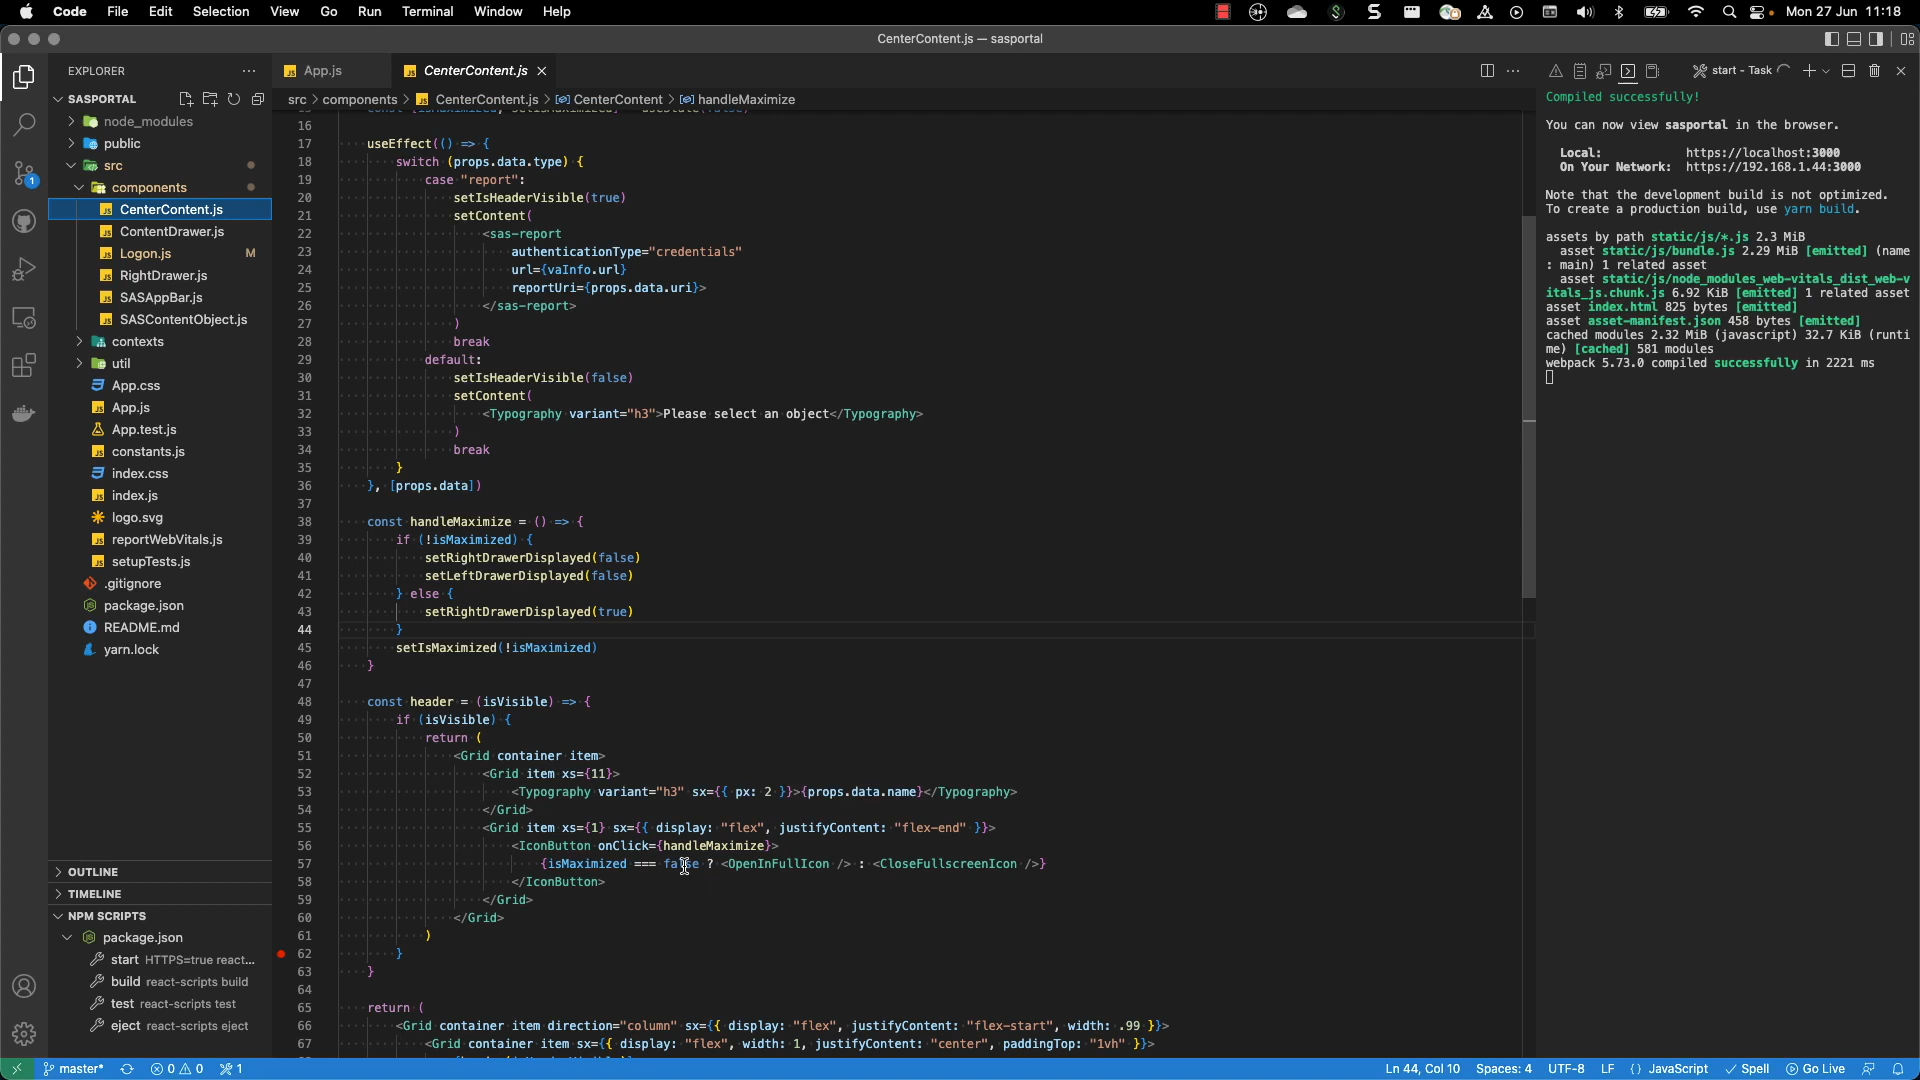 Code File Edit Selection View Go Run Terminal Window Help
Mon 27 Jun 11:18
CenterContent.js — sasportal
EXPLORER
SASPORTAL
node_modules
public
src
components
CenterContent.js
ContentDrawer.js
Logon.js M
RightDrawer.js
SASAppBar.js
SASContentObject.js
contexts
util
App.css
App.js
App.test.js
constants.js
index.css
index.js
logo.svg
reportWebVitals.js
setupTests.js
.gitignore
package.json
README.md
yarn.lock
OUTLINE
TIMELINE
NPM SCRIPTS
package.json
start HTTPS=true react...
build react-scripts build
test react-scripts test
eject react-scripts eject
App.js
CenterContent.js
src > components > CenterContent.js > CenterContent > handleMaximize
16
17 useEffect(() => {
18 switch (props.data.type) {
19 case "report":
20 setIsHeaderVisible(true)
21 setContent(
22 <sas-report
23 authenticationType="credentials"
24 url={vaInfo.url}
25 reportUri={props.data.uri}>
26 </sas-report>
27 )
28 break
29 default:
30 setIsHeaderVisible(false)
31 setContent(
32 <Typography variant="h3">Please select an object</Typography>
33 )
34 break
35 }
36 }, [props.data])
37
38 const handleMaximize = () => {
39 if (!isMaximized) {
40 setRightDrawerDisplayed(false)
41 setLeftDrawerDisplayed(false)
42 } else {
43 setRightDrawerDisplayed(true)
44 }
45 setIsMaximized(!isMaximized)
46 }
47
48 const header = (isVisible) => {
49 if (isVisible) {
50 return (
51 <Grid container item>
52 <Grid item xs={11}>
53 <Typography variant="h3" sx={{ px: 2 }}>{props.data.name}</Typography>
54 </Grid>
55 <Grid item xs={1} sx={{ display: "flex", justifyContent: "flex-end" }}>
56 <IconButton onClick={handleMaximize}>
57 {isMaximized === false ? <OpenInFullIcon /> : <CloseFullscreenIcon />}
58 </IconButton>
59 </Grid>
60 </Grid>
61 )
62 }
63 }
64
65 return (
66 <Grid container item direction="column" sx={{ display: "flex", justifyContent: "flex-start", width: .99 }}>
67 <Grid container item sx={{ display: "flex", width: 1, justifyContent: "center", paddingTop: "1vh" }}>
start - Task
Compiled successfully!
You can now view sasportal in the browser.
Local: https://localhost:3000
On Your Network: https://192.168.1.44:3000
Note that the development build is not optimized.
To create a production build, use yarn build.
assets by path static/js/*.js 2.3 MiB
asset static/js/bundle.js 2.29 MiB [emitted] (name
: main) 1 related asset
asset static/js/node_modules_web-vitals_dist_web-v
itals_js.chunk.js 6.92 KiB [emitted] 1 related asset
asset index.html 825 bytes [emitted]
asset asset-manifest.json 458 bytes [emitted]
cached modules 2.32 MiB (javascript) 32.7 KiB (runti
me) [cached] 581 modules
webpack 5.73.0 compiled successfully in 2221 ms
master* 0 0 1
Ln 44, Col 10 Spaces: 4 UTF-8 LF {} JavaScript Spell Go Live